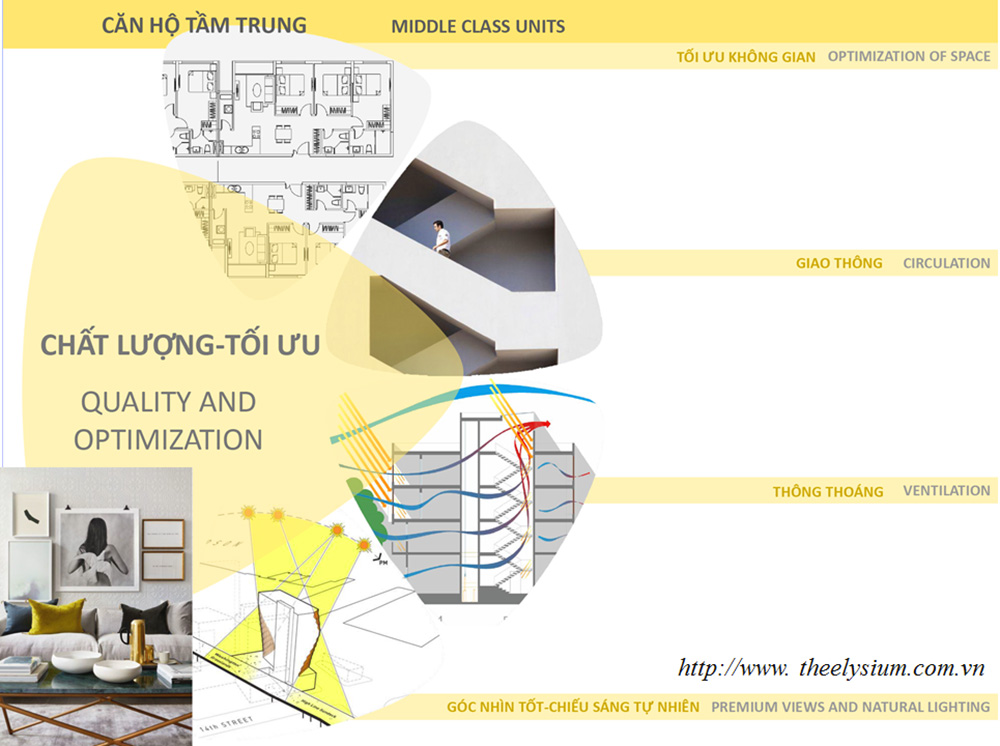 CĂN HỘ TẦM TRUNG MIDDLE CLASS UNITS
TỐI ƯU KHÔNG GIAN OPTIMIZATION OF SPACE
GIAO THÔNG CIRCULATION
CHẤT LƯỢNG-TỐI ƯU
QUALITY AND
OPTIMIZATION
THÔNG THOÁNG VENTILATION
PM
14th STREET
http://www. theelysium.com.vn
GÓC NHÌN TỐT-CHIẾU SÁNG TỰ NHIÊN PREMIUM VIEWS AND NATURAL LIGHTING